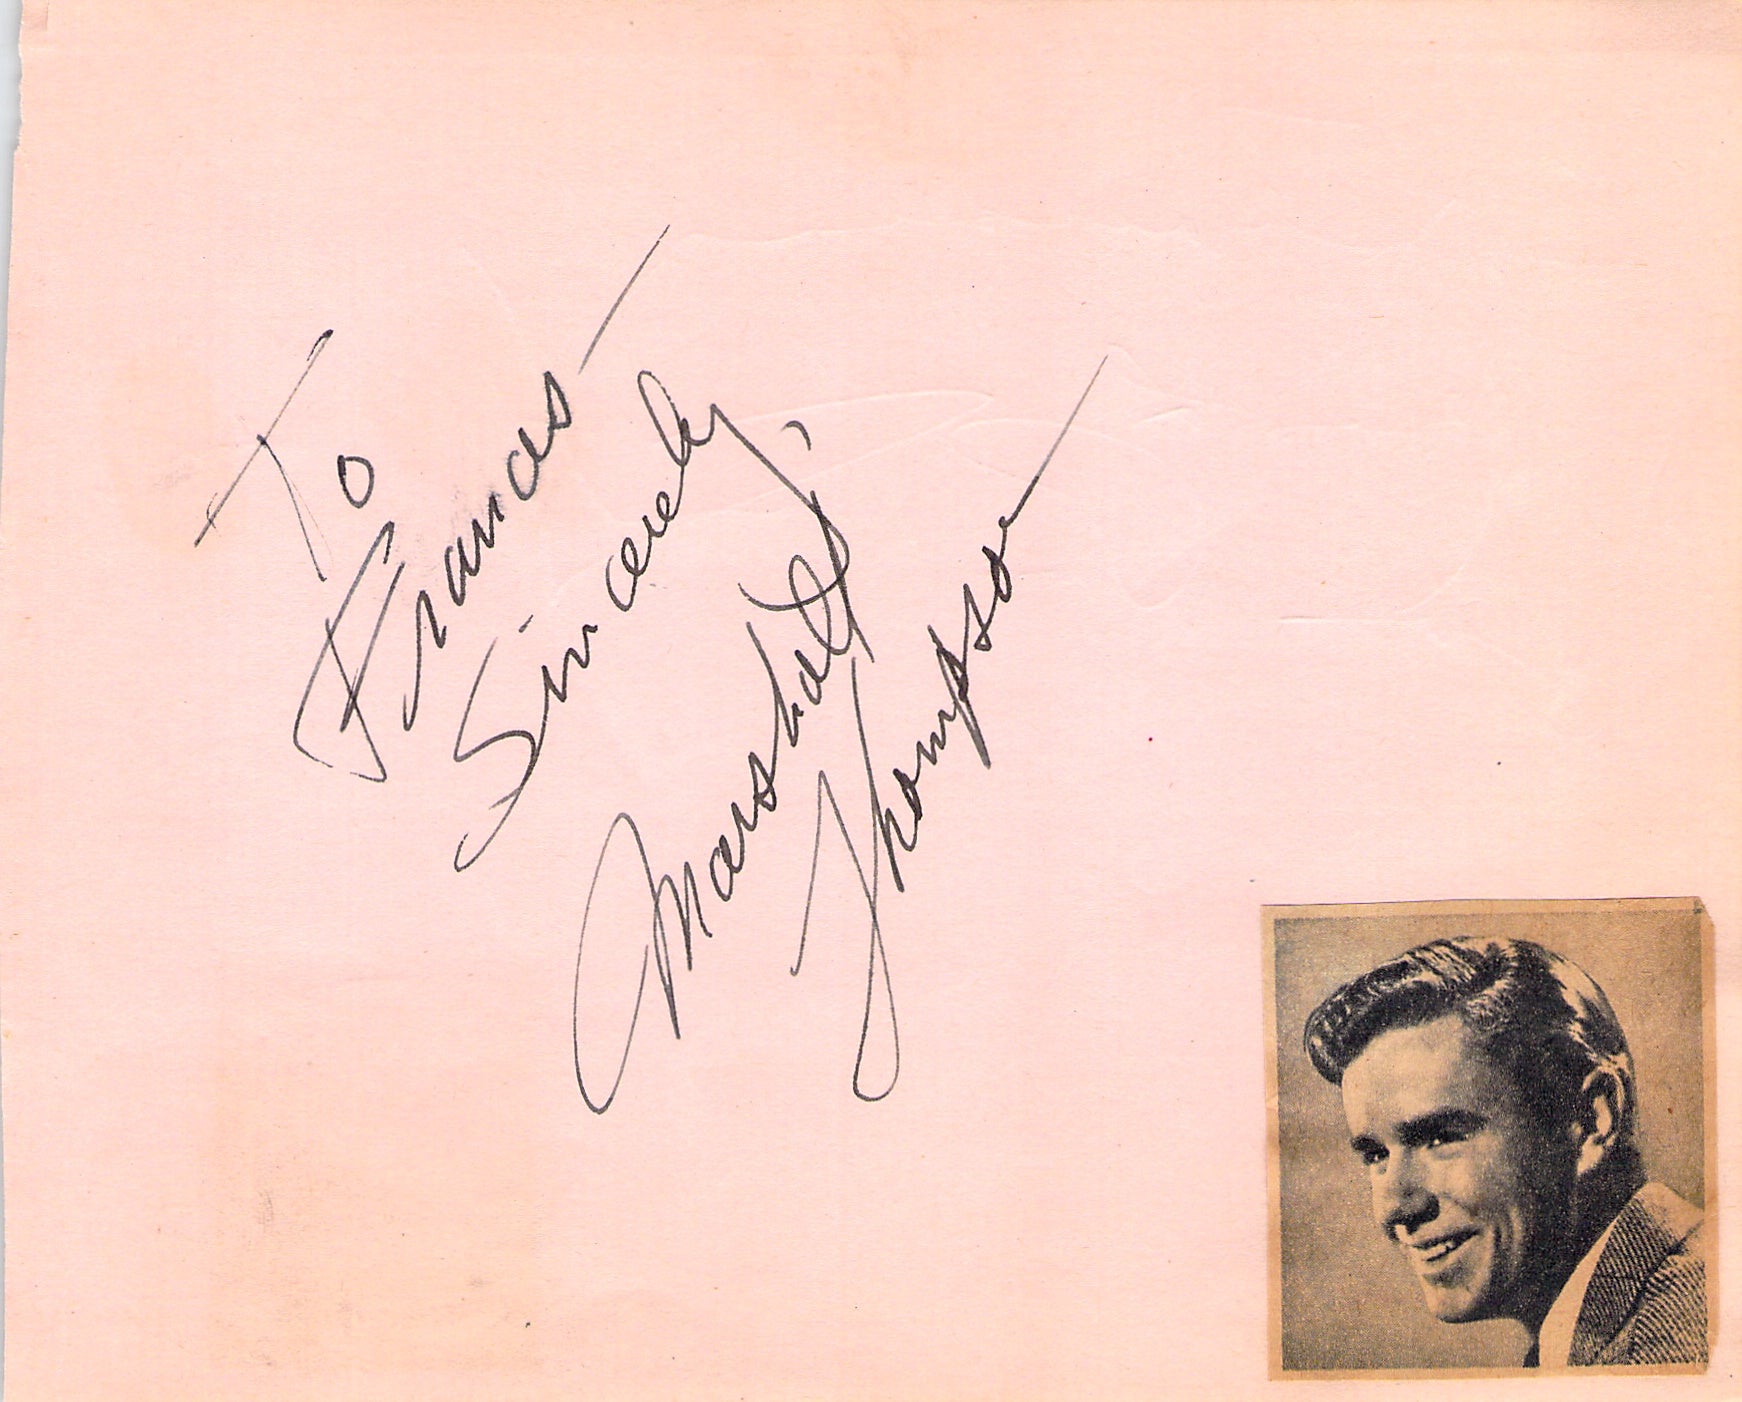 To
Frances—
Sincerely,
Marshall
Thompson